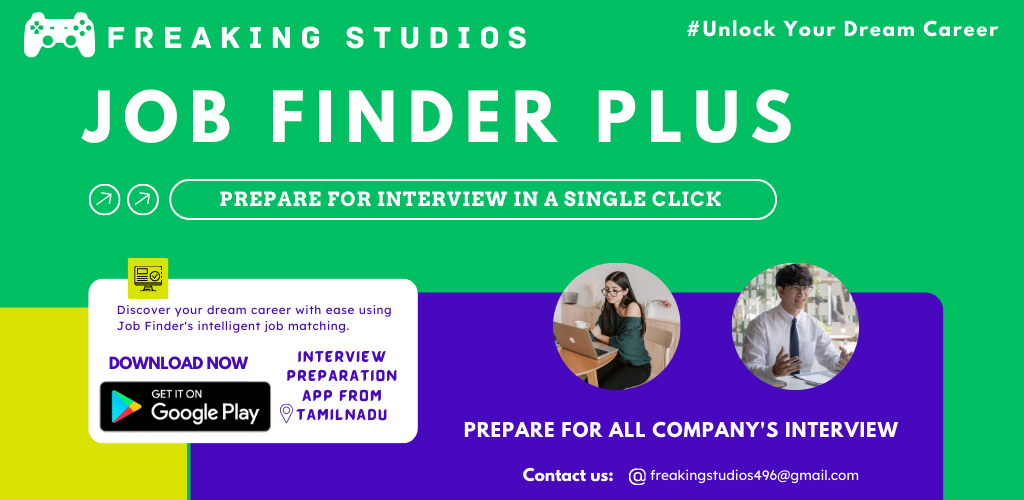 FREAKING STUDIOS
#Unlock Your Dream Career
JOB FINDER PLUS
PREPARE FOR INTERVIEW IN A SINGLE CLICK
Discover your dream career with ease using
Job Finder's intelligent job matching.
DOWNLOAD NOW
GET IT ON
Google Play
INTERVIEW
PREPARATION
APP FROM
TAMILNADU
PREPARE FOR ALL COMPANY'S INTERVIEW
Contact us: @ freakingstudios496@gmail.com